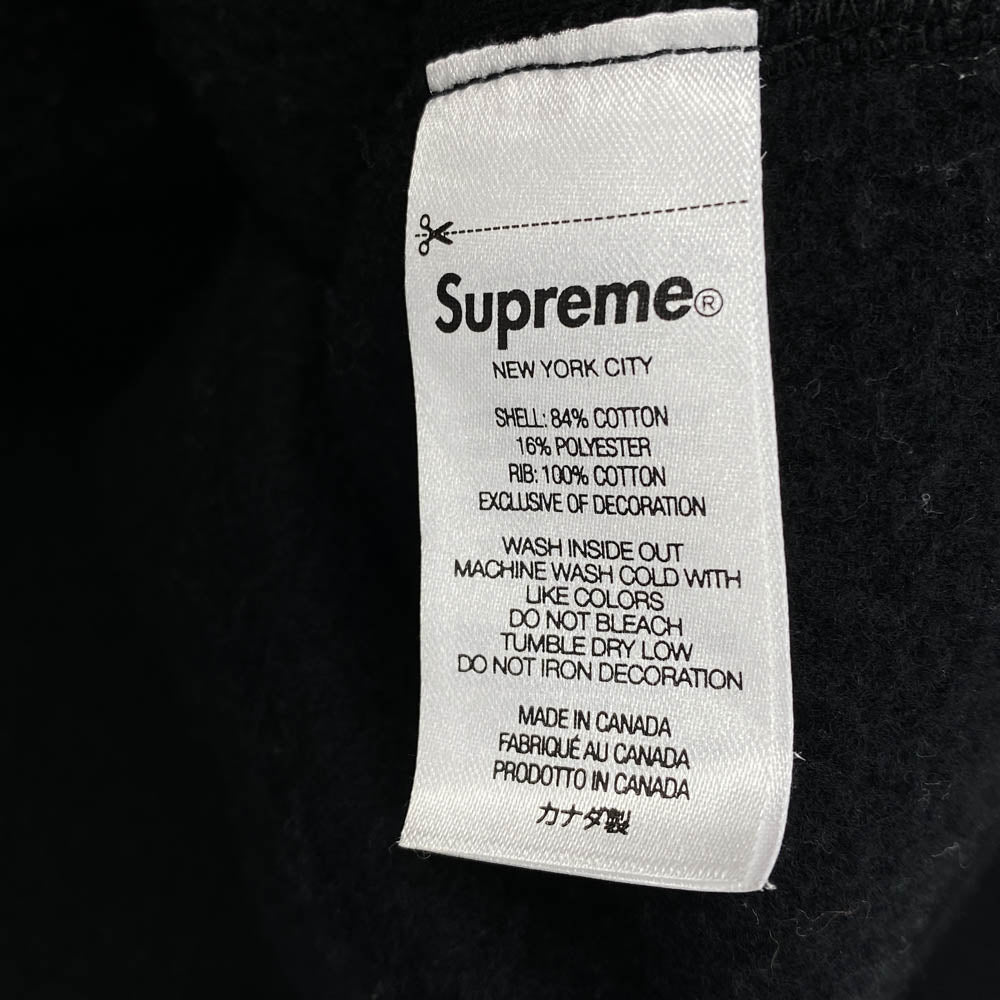 Supreme®
NEW YORK CITY
SHELL: 84% COTTON
16% POLYESTER
RIB: 100% COTTON
EXCLUSIVE OF DECORATION
WASH INSIDE OUT
MACHINE WASH COLD WITH
LIKE COLORS
DO NOT BLEACH
TUMBLE DRY LOW
DO NOT IRON DECORATION
MADE IN CANADA
FABRIQUÉ AU CANADA
PRODOTTO IN CANADA
カナダ製